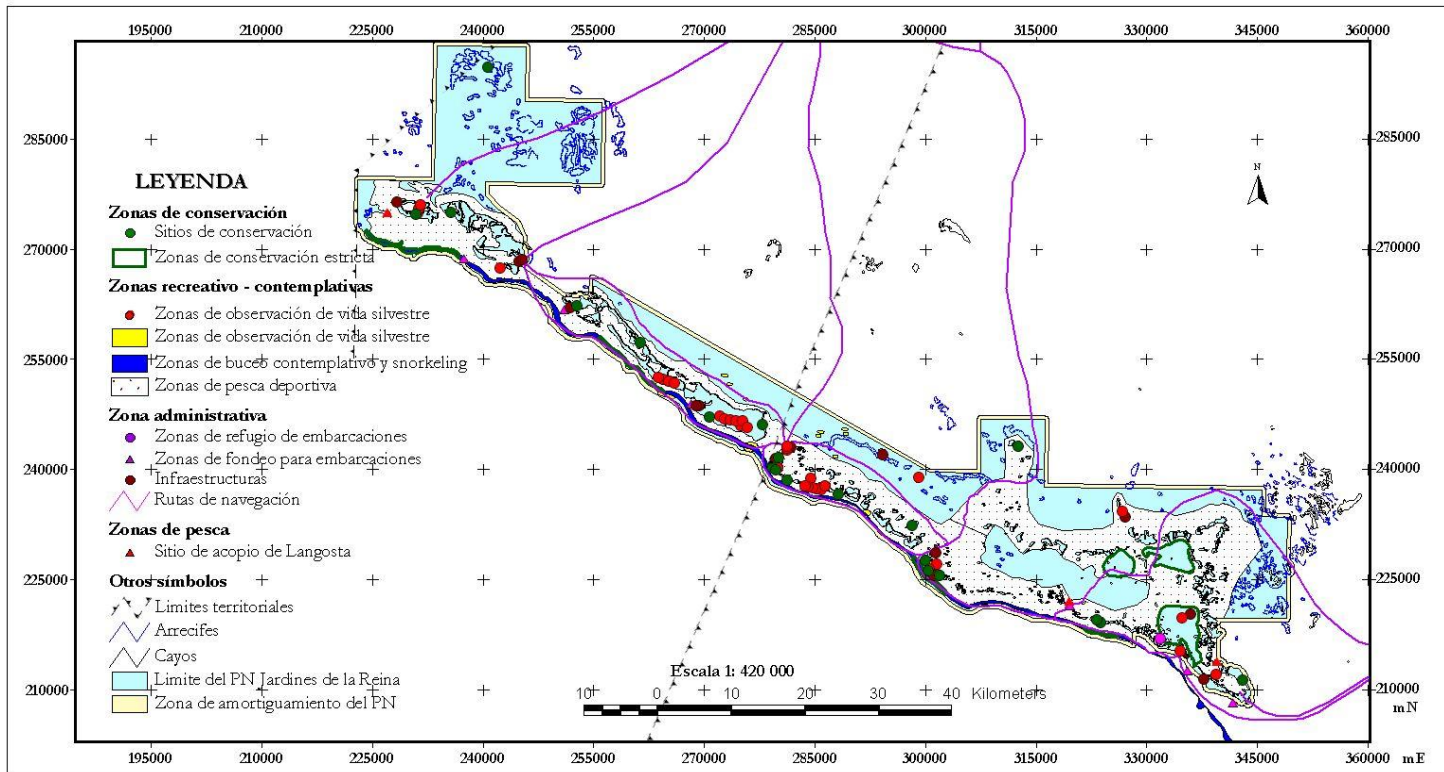 195000 210000 225000 240000 255000 270000 285000 300000 315000 330000 345000 360000
285000 285000
270000 270000
255000 255000
240000 240000
225000 225000
210000 210000
mN
N
LEYENDA
Zonas de conservación
Sitios de conservación
Zonas de conservación estricta
Zonas recreativo - contemplativas
Zonas de observación de vida silvestre
Zonas de observación de vida silvestre
Zonas de buceo contemplativo y snorkeling
Zonas de pesca deportiva
Zona administrativa
Zonas de refugio de embarcaciones
Zonas de fondeo para embarcaciones
Infraestructuras
Rutas de navegación
Zonas de pesca
Sitio de acopio de Langosta
Otros símbolos
Limites territoriales
Arrecifes
Cayos
Limite del PN Jardines de la Reina
Zona de amortiguamiento del PN
Escala 1: 420 000
10 0 10 20 30 40 Kilometers
195000 210000 225000 240000 255000 270000 285000 300000 315000 330000 345000 360000 mE